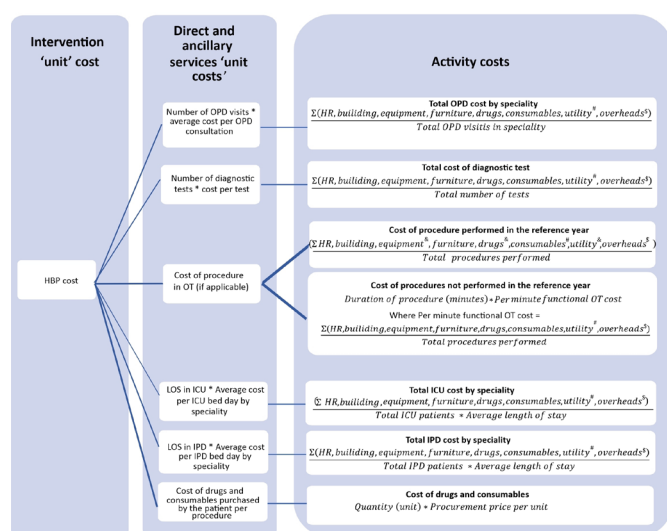 Intervention
'unit' cost
Direct and
ancillary
services 'unit
costs'
Activity costs
HBP cost
Number of OPD visits *
average cost per OPD
consultation
Total OPD cost by speciality
Σ(HR, builiding, equipment, furniture, drugs, consumables, utility#, overheads$)
Total OPD visitis in speciality
Number of diagnostic
tests * cost per test
Total cost of diagnostic test
Σ(HR, builiding, equipment, furniture, drugs, consumables, utility#, overheads$)
Total number of tests
Cost of procedure
in OT (if applicable)
Cost of procedure performed in the reference year
(Σ HR, builiding, equipment&, furniture, drugs&, consumables#, utility&, overheads$)
Total procedures performed
Cost of procedures not performed in the reference year
Duration of procedure (minutes) * Per minute functional OT cost
Where Per minute functional OT cost =
Σ(HR, building, equipment, furniture, drugs, consumables, utility#, overheads$)
Total procedures performed
LOS in ICU * Average cost
per ICU bed day by
speciality
Total ICU cost by speciality
(Σ HR, builiding, equipment, furniture, drugs, consumables, utility#, overheads$)
Total ICU patients * Average length of stay
LOS in IPD * Average cost
per IPD bed day by
speciality
Total IPD cost by speciality
Σ(HR, builiding, equipment, furniture, drugs, consumables, utility#, overheads$)
Total IPD patients * Average length of stay
Cost of drugs and
consumables purchased
by the patient per
procedure
Cost of drugs and consumables
Quantity (unit) * Procurement price per unit